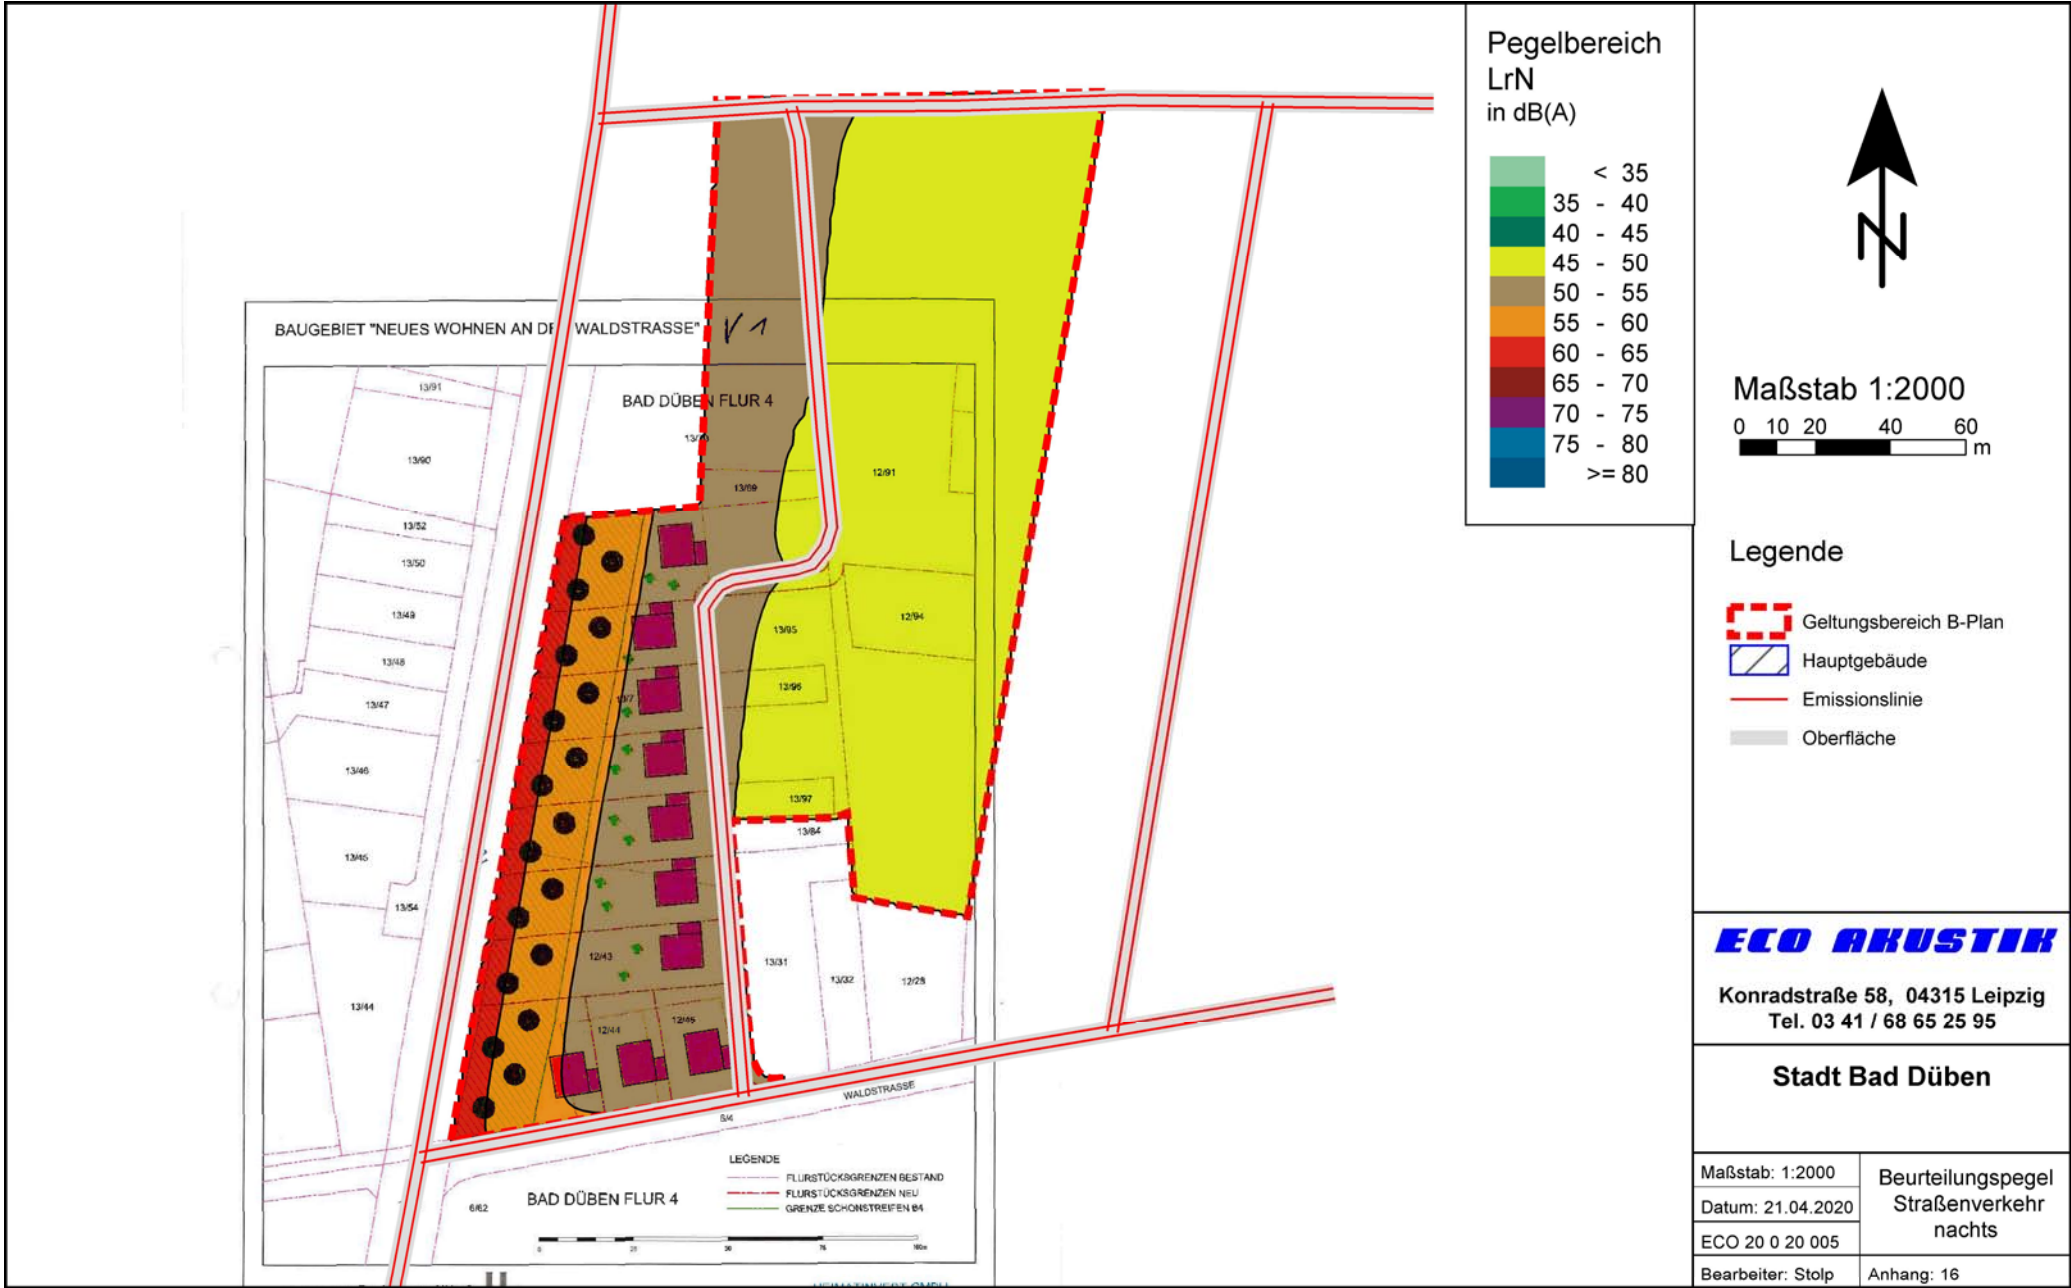 Pegelbereich
LrN
in dB(A)
< 35
35 - 40
40 - 45
45 - 50
50 - 55
55 - 60
60 - 65
65 - 70
70 - 75
75 - 80
>= 80
Maßstab 1:2000
0 10 20 40 60
m
Legende
Geltungsbereich B-Plan
Hauptgebäude
Emissionslinie
Oberfläche
ECO AKUSTIK
Konradstraße 58, 04315 Leipzig
Tel. 03 41 / 68 65 25 95
Stadt Bad Düben
Maßstab: 1:2000
Datum: 21.04.2020
ECO 20 0 20 005
Bearbeiter: Stolp
Beurteilungspegel
Straßenverkehr
nachts
Anhang: 16
BAUGEBIET "NEUES WOHNEN AN DE WALDSTRASSE"
V 1
BAD DÜBEN FLUR 4
13/91
13/90
13/52
13/50
13/49
13/48
13/47
13/46
13/45
13/54
13/44
13/89
12/91
13/95
12/94
13/96
13/97
13/84
13/31
13/32
12/28
12/43
12/44
12/46
WALDSTRASSE
6/4
6/62
BAD DÜBEN FLUR 4
LEGENDE
FLURSTÜCKSGRENZEN BESTAND
FLURSTÜCKSGRENZEN NEU
GRENZE SCHONSTREIFEN B4